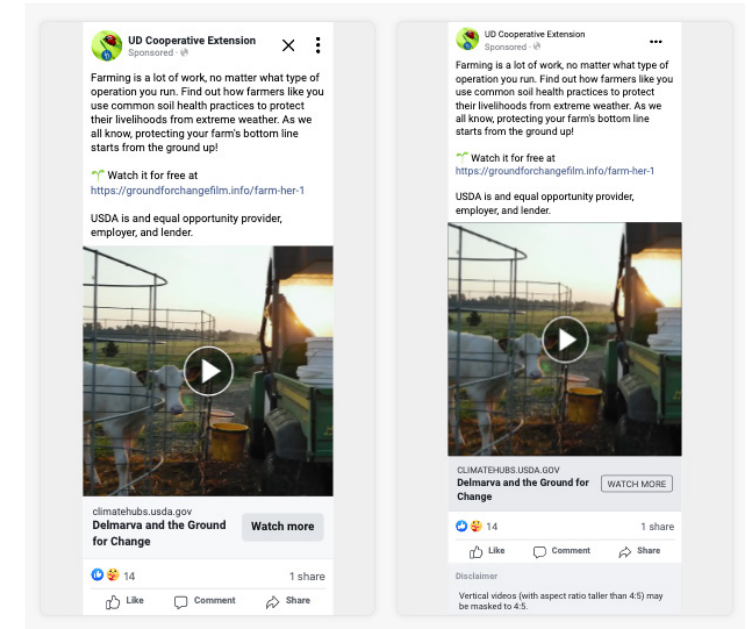 UD Cooperative Extension
Sponsored ·
Farming is a lot of work, no matter what type of
operation you run. Find out how farmers like you
use common soil health practices to protect
their livelihoods from extreme weather. As we
all know, protecting your farm's bottom line
starts from the ground up!
Watch it for free at
https://groundforchangefilm.info/farm-her-1
USDA is and equal opportunity provider,
employer, and lender.
climatehubs.usda.gov
Delmarva and the Ground
for Change
Watch more
14
1 share
Like Comment Share
UD Cooperative Extension
Sponsored ·
Farming is a lot of work, no matter what type of
operation you run. Find out how farmers like you
use common soil health practices to protect
their livelihoods from extreme weather. As we
all know, protecting your farm's bottom line
starts from the ground up!
Watch it for free at
https://groundforchangefilm.info/farm-her-1
USDA is and equal opportunity provider,
employer, and lender.
CLIMATEHUBS.USDA.GOV
Delmarva and the Ground for
Change
WATCH MORE
14
1 share
Like Comment Share
Disclaimer
Vertical videos (with aspect ratio taller than 4:5) may
be masked to 4:5.